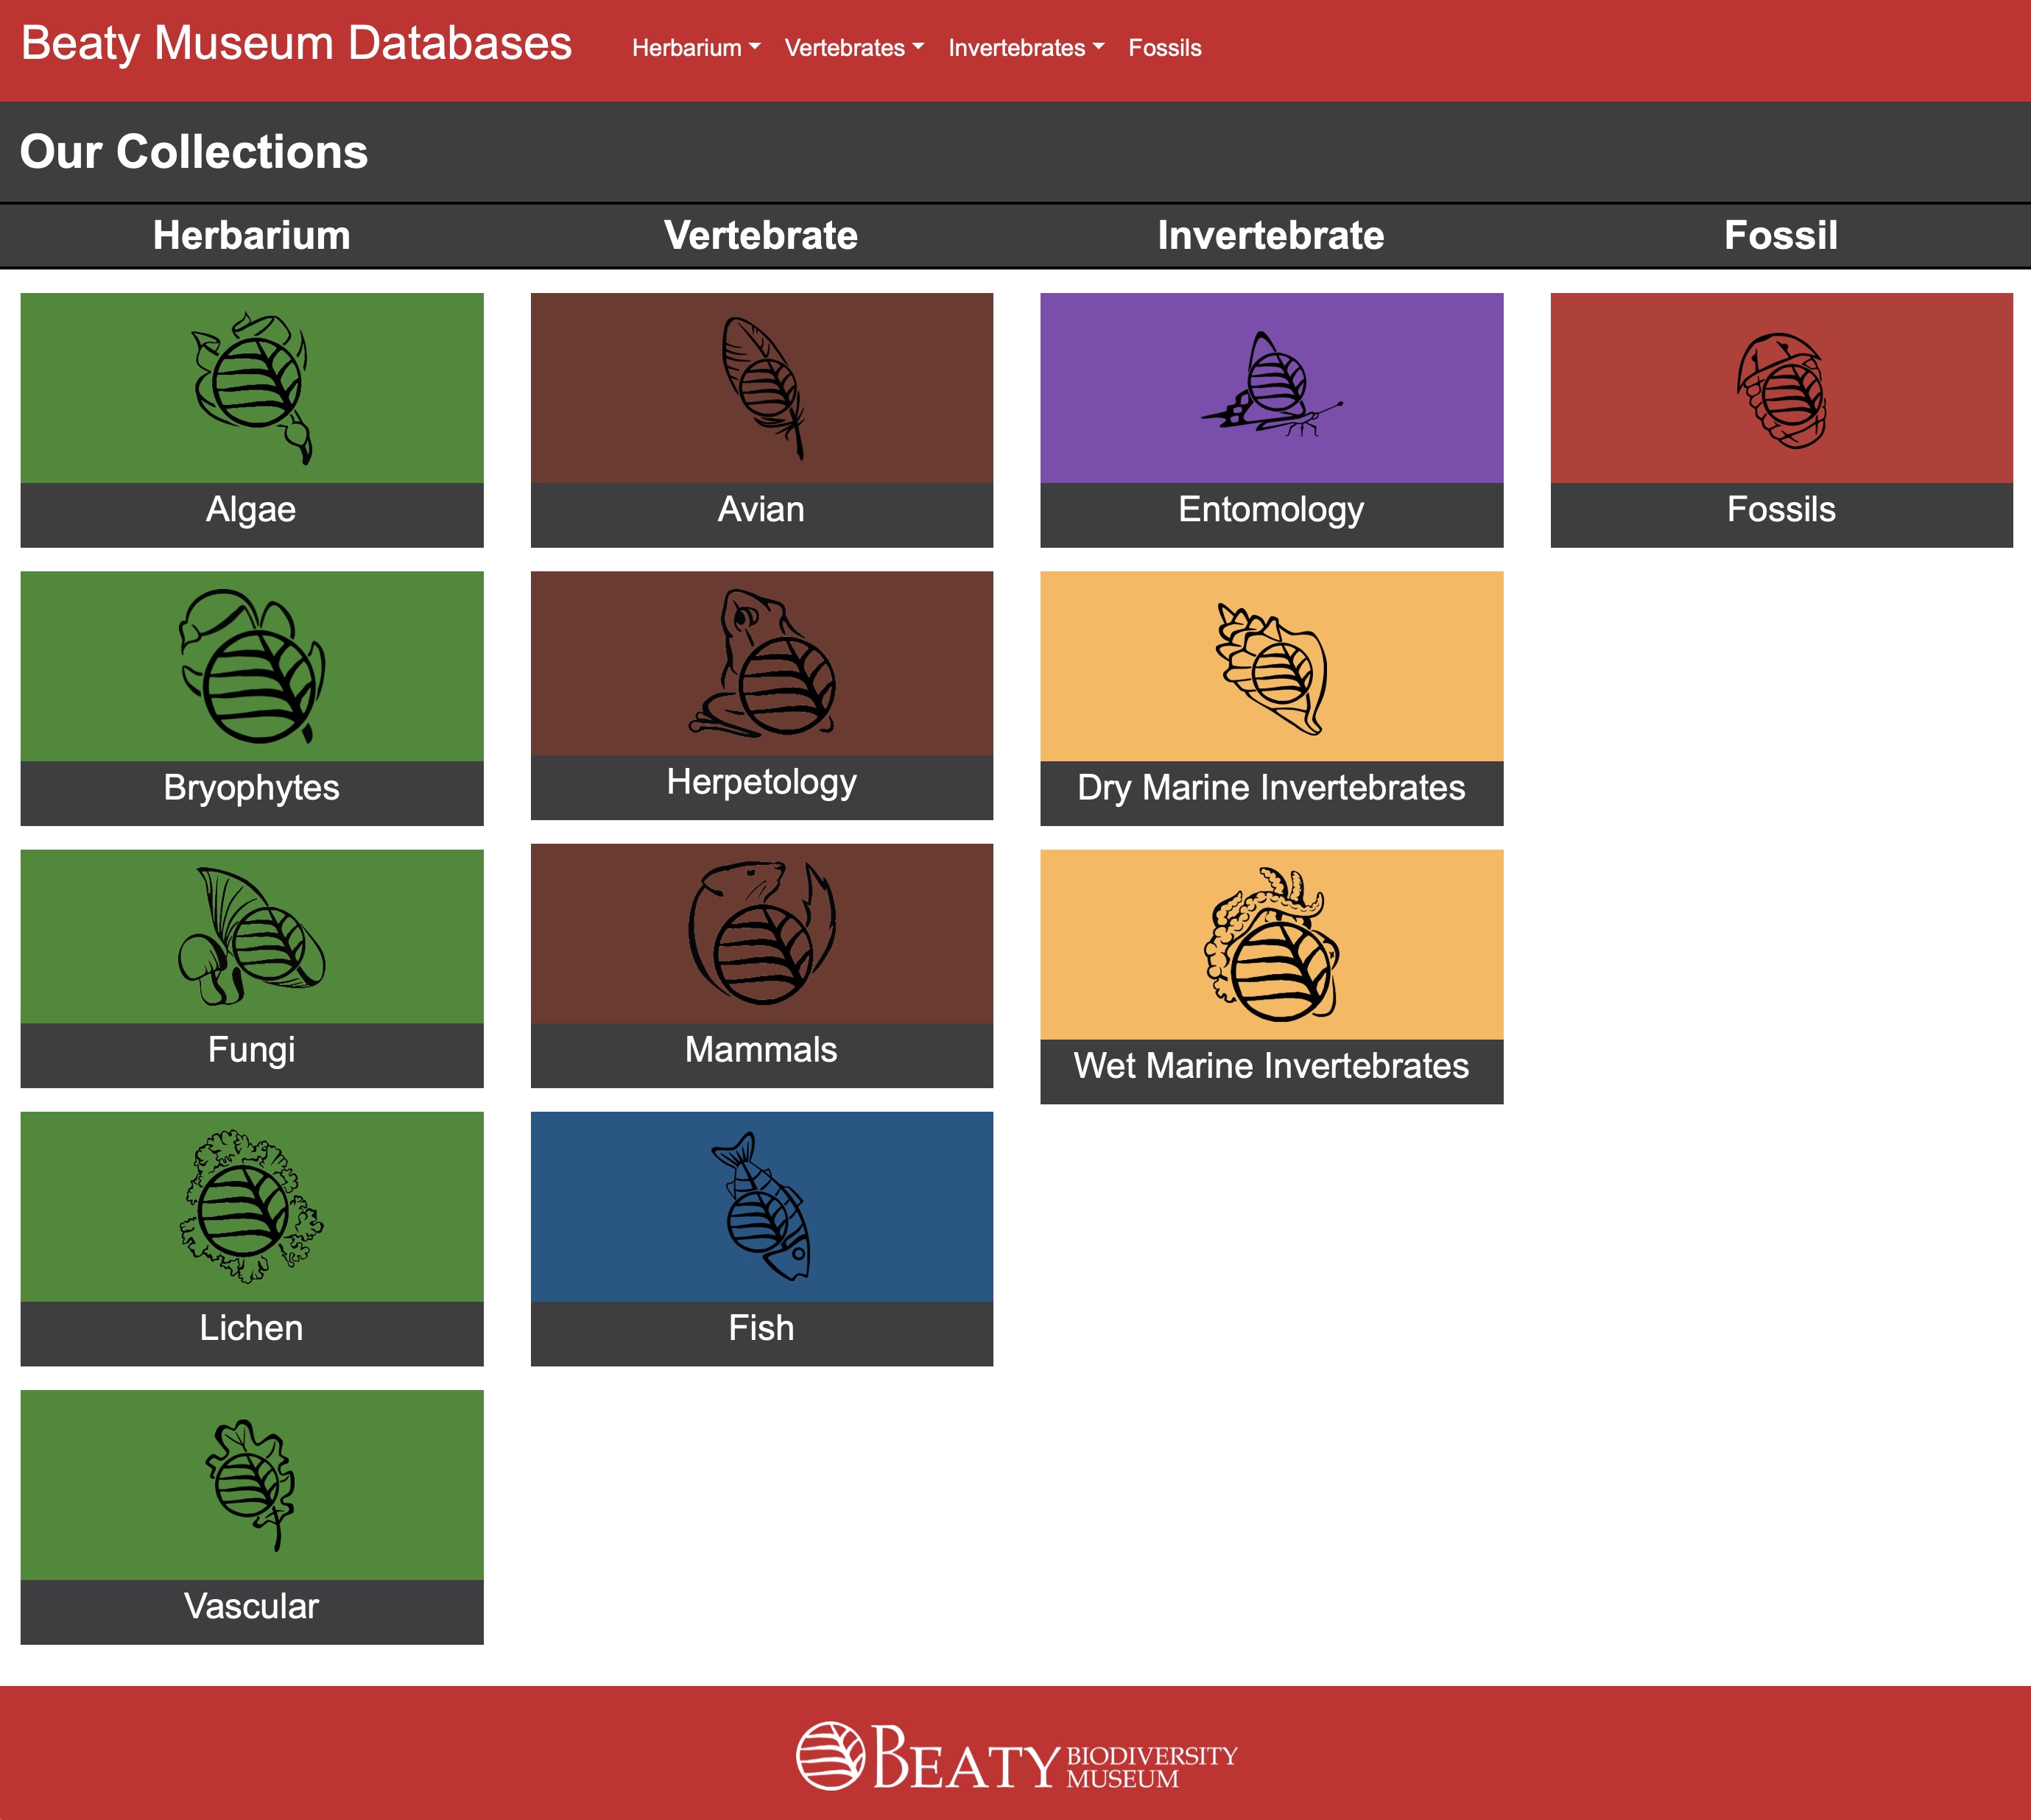 Beaty Museum Databases
Herbarium Vertebrates Invertebrates Fossils
Our Collections
Herbarium Vertebrate Invertebrate Fossil
Algae Avian Entomology Fossils
Bryophytes Herpetology Dry Marine Invertebrates
Fungi Mammals Wet Marine Invertebrates
Lichen Fish
Vascular
BEATY BIODIVERSITY
MUSEUM